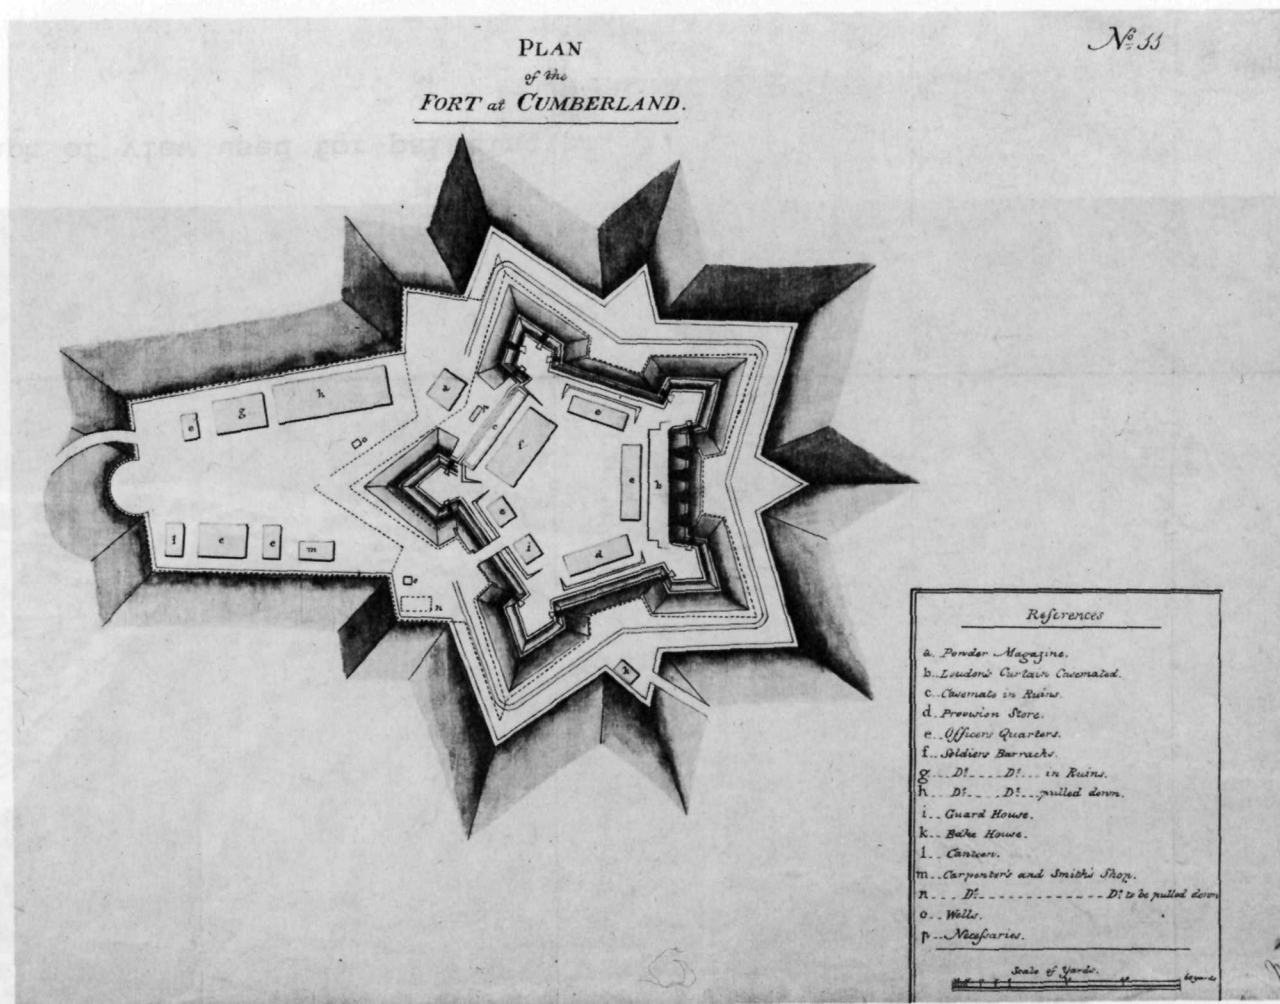 PLAN
of the
FORT at CUMBERLAND.
Nº 55
References
a. Powder Magazine.
b.. Loudon's Curtain Casemated.
c.. Casemate in Ruins.
d.. Provision Store.
e.. Officers Quarters.
f.. Soldiers Barracks.
g.... Dº..... Dº... in Ruins.
h... Dº..... Dº... pulled down.
i.. Guard House.
k.. Bake House.
l.. Canteen.
m.. Carpenter's and Smith's Shop.
n.... Dº.............. Dº to be pulled down
o.. Wells.
p.. Necessaries.
Scale of Yards.
a
h
g
e
o
c
f
e
e
b
e
i
d
l
e
e
m
o
n
k